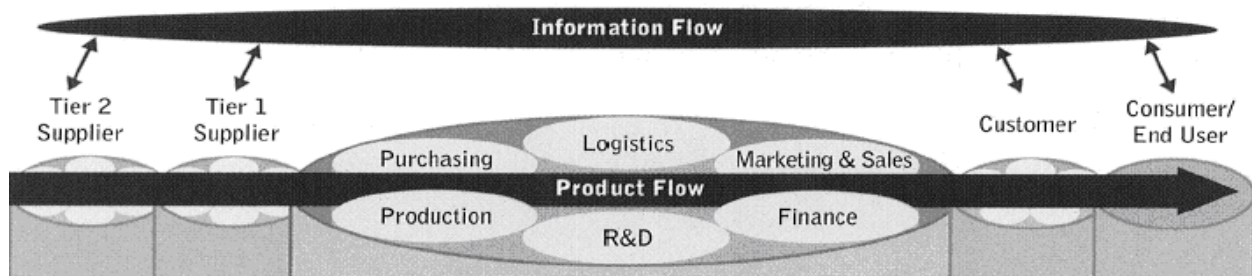 Information Flow
Tier 2
Supplier
Tier 1
Supplier
Customer
Consumer/
End User
Logistics
Purchasing
Marketing & Sales
Product Flow
Production
Finance
R&D